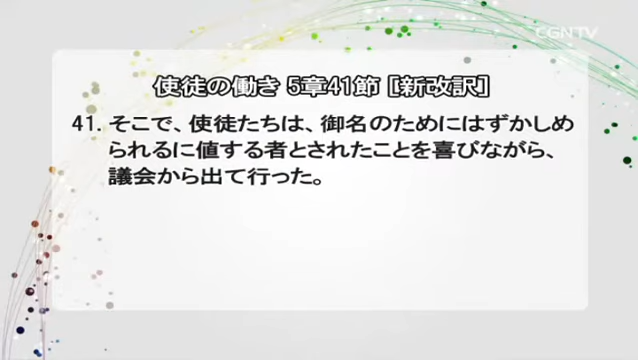 CGNTV
使徒の働き 5章41節 [新改訳]
41. そこで、使徒たちは、御名のためにはずかしめ
られるに値する者とされたことを喜びながら、
議会から出て行った。